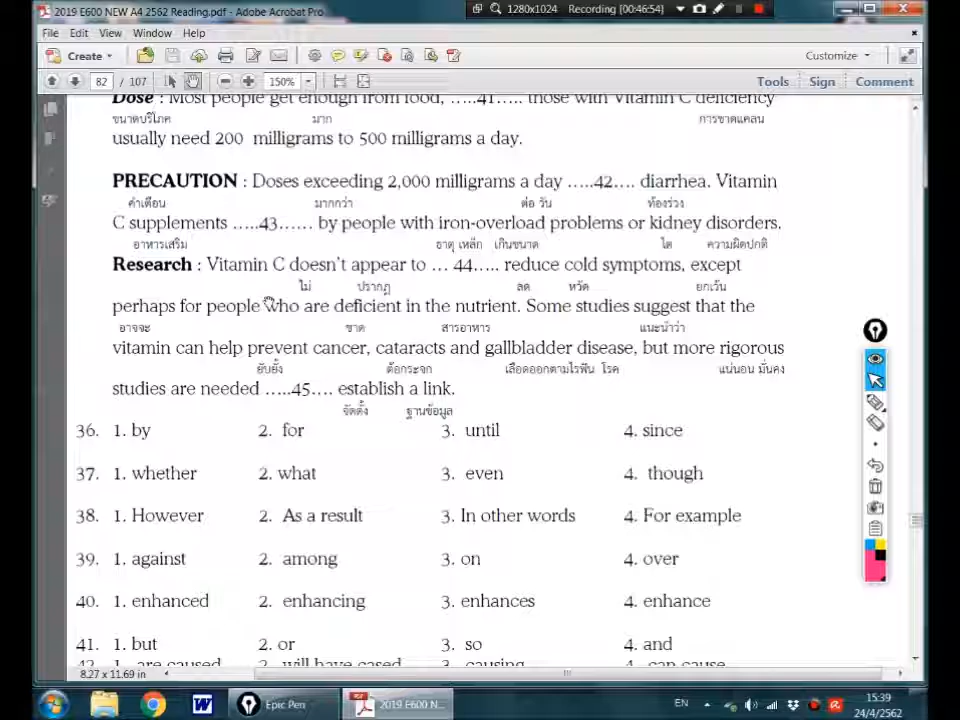 2019 E600 NEW A4 2562 Reading.pdf - Adobe Acrobat Pro
1280x1024 Recording [00:46:54]
File Edit View Window Help
Create Customize
82 / 107 150% Tools Sign Comment
Dose : Most people get enough from food, .....41..... those with Vitamin C deficiency
ขนาดบริโภค มาก การขาดแคลน
usually need 200 milligrams to 500 milligrams a day.
PRECAUTION : Doses exceeding 2,000 milligrams a day .....42.... diarrhea. Vitamin
คำเตือน มากกว่า ต่อ วัน ท้องร่วง
C supplements .....43...... by people with iron-overload problems or kidney disorders.
อาหารเสริม ธาตุ เหล็ก เกินขนาด ไต ความผิดปกติ
Research : Vitamin C doesn't appear to ... 44..... reduce cold symptoms, except
ไม่ ปรากฏ ลด หวัด ยกเว้น
perhaps for people who are deficient in the nutrient. Some studies suggest that the
อาจจะ ขาด สารอาหาร แนะนำว่า
vitamin can help prevent cancer, cataracts and gallbladder disease, but more rigorous
ยับยั้ง ต้อกระจก เลือดออกตามไรฟัน โรค แน่นอน มั่นคง
studies are needed .....45.... establish a link.
จัดตั้ง ฐานข้อมูล
36. 1. by 2. for 3. until 4. since
37. 1. whether 2. what 3. even 4. though
38. 1. However 2. As a result 3. In other words 4. For example
39. 1. against 2. among 3. on 4. over
40. 1. enhanced 2. enhancing 3. enhances 4. enhance
41. 1. but 2. or 3. so 4. and
42. 1. are caused 2. will have cased 3. causing 4. can cause
8.27 x 11.69 in
Epic Pen 2019 E600 N... EN 15:39
24/4/2562